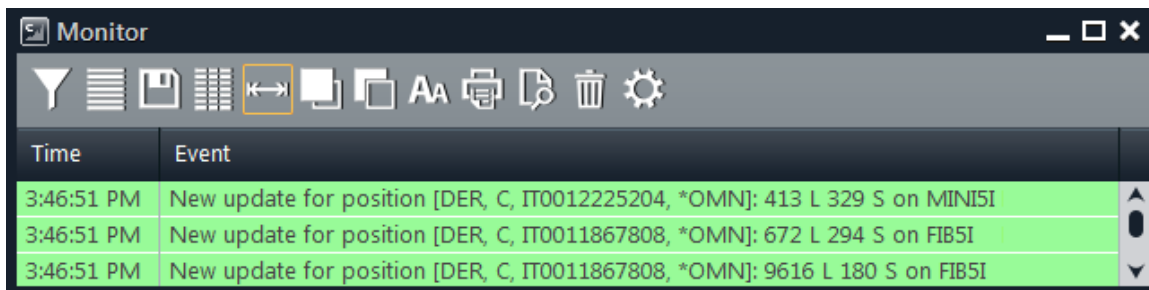 Monitor
AA
Time Event
3:46:51 PM New update for position [DER, C, IT0012225204, *OMN]: 413 L 329 S on MINI5I
3:46:51 PM New update for position [DER, C, IT0011867808, *OMN]: 672 L 294 S on FIB5I
3:46:51 PM New update for position [DER, C, IT0011867808, *OMN]: 9616 L 180 S on FIB5I